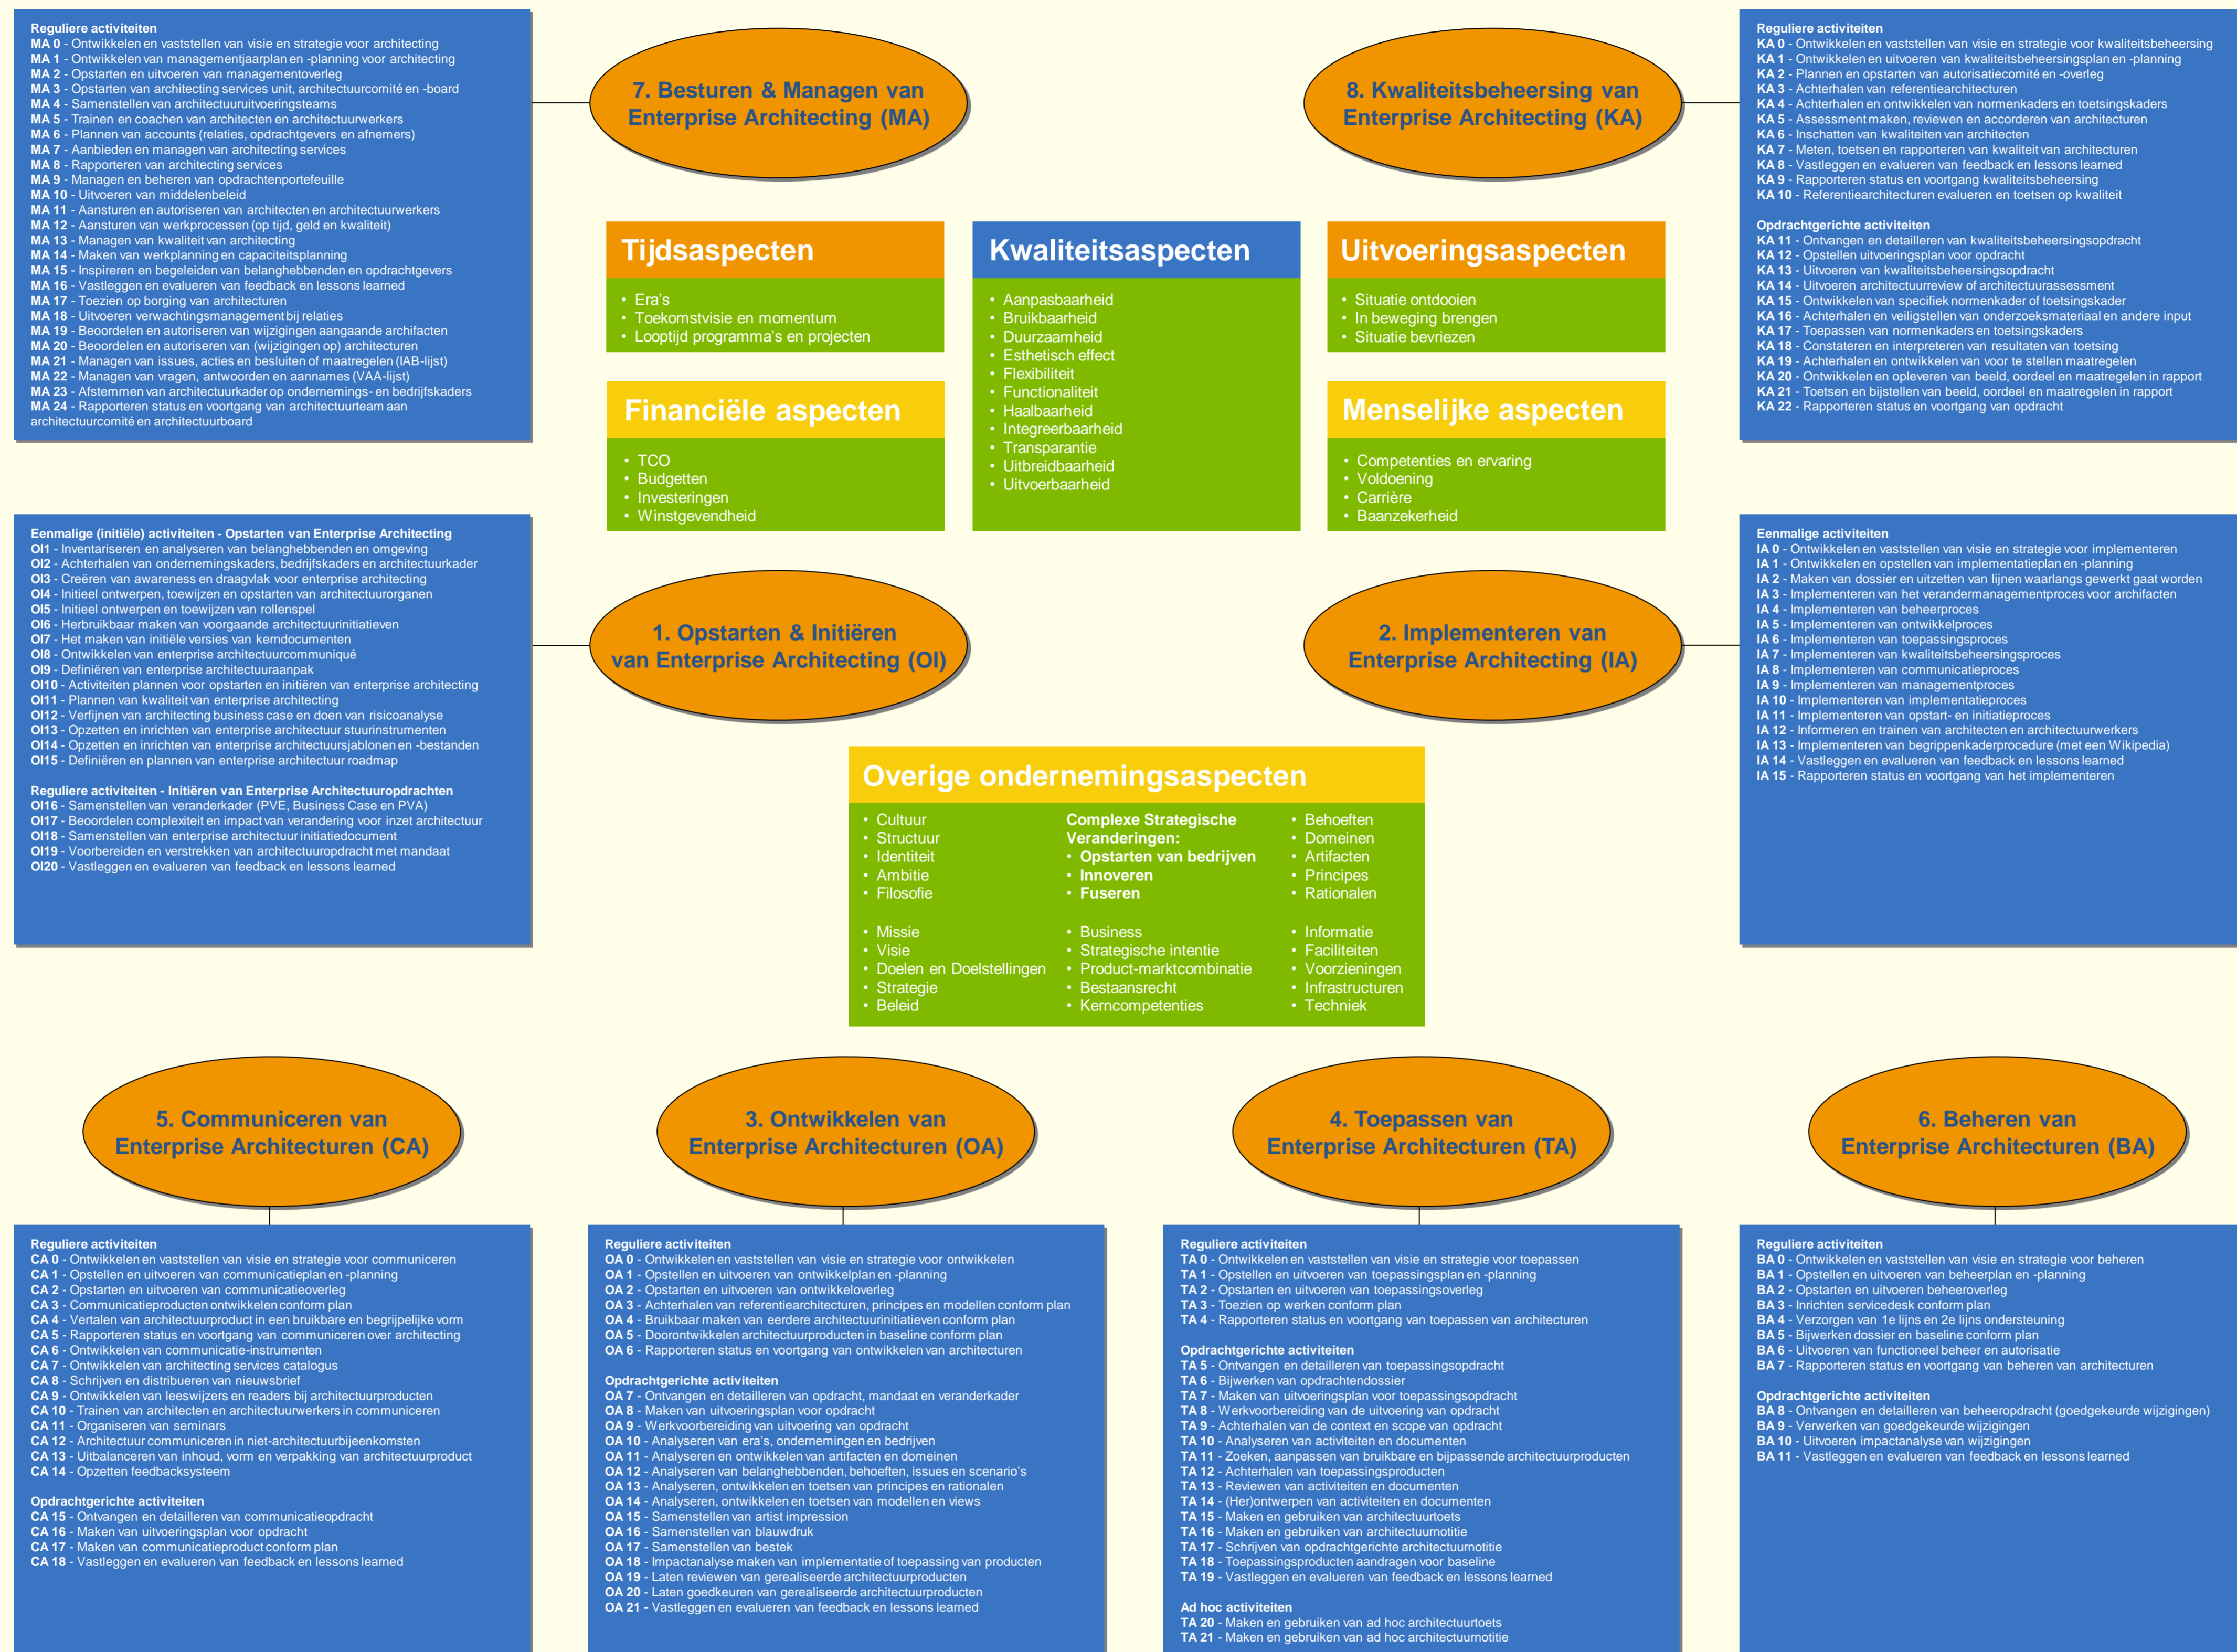 Reguliere activiteiten
MA 0 - Ontwikkelen en vaststellen van visie en strategie voor architecting
MA 1 - Ontwikkelen van managementjaarplan en -planning voor architecting
MA 2 - Opstarten en uitvoeren van managementoverleg
MA 3 - Opstarten van architecting services unit, architectuurcomité en -board
MA 4 - Samenstellen van architectuuruitvoeringsteams
MA 5 - Trainen en coachen van architecten en architectuurwerkers
MA 6 - Plannen van accounts (relaties, opdrachtgevers en afnemers)
MA 7 - Aanbieden en managen van architecting services
MA 8 - Rapporteren van architecting services
MA 9 - Managen en beheren van opdrachtenportefeuille
MA 10 - Uitvoeren van middelenbeleid
MA 11 - Aansturen en autoriseren van architecten en architectuurwerkers
MA 12 - Aansturen van werkprocessen (op tijd, geld en kwaliteit)
MA 13 - Managen van kwaliteit van architecting
MA 14 - Maken van werkplanning en capaciteitsplanning
MA 15 - Inspireren en begeleiden van belanghebbenden en opdrachtgevers
MA 16 - Vastleggen en evalueren van feedback en lessons learned
MA 17 - Toezien op borging van architecturen
MA 18 - Uitvoeren verwachtingsmanagement bij relaties
MA 19 - Beoordelen en autoriseren van wijzigingen aangaande archifacten
MA 20 - Beoordelen en autoriseren van (wijzigingen op) architecturen
MA 21 - Managen van issues, acties en besluiten of maatregelen (IAB-lijst)
MA 22 - Managen van vragen, antwoorden en aannames (VAA-lijst)
MA 23 - Afstemmen van architectuurkader op ondernemings- en bedrijfskaders
MA 24 - Rapporteren status en voortgang van architectuurteam aan
architectuurcomité en architectuurboard
7. Besturen & Managen van
Enterprise Architecting (MA)
8. Kwaliteitsbeheersing van
Enterprise Architecting (KA)
Reguliere activiteiten
KA 0 - Ontwikkelen en vaststellen van visie en strategie voor kwaliteitsbeheersing
KA 1 - Ontwikkelen en uitvoeren van kwaliteitsbeheersingsplan en -planning
KA 2 - Plannen en opstarten van autorisatiecomité en -overleg
KA 3 - Achterhalen van referentiearchitecturen
KA 4 - Achterhalen en ontwikkelen van normenkaders en toetsingskaders
KA 5 - Assessment maken, reviewen en accorderen van architecturen
KA 6 - Inschatten van kwaliteiten van architecten
KA 7 - Meten, toetsen en rapporteren van kwaliteit van architecturen
KA 8 - Vastleggen en evalueren van feedback en lessons learned
KA 9 - Rapporteren status en voortgang kwaliteitsbeheersing
KA 10 - Referentiearchitecturen evalueren en toetsen op kwaliteit
Opdrachtgerichte activiteiten
KA 11 - Ontvangen en detailleren van kwaliteitsbeheersingsopdracht
KA 12 - Opstellen uitvoeringsplan voor opdracht
KA 13 - Uitvoeren van kwaliteitsbeheersingsopdracht
KA 14 - Uitvoeren architectuurreview of architectuurassessment
KA 15 - Ontwikkelen van specifiek normenkader of toetsingskader
KA 16 - Achterhalen en veiligstellen van onderzoeksmateriaal en andere input
KA 17 - Toepassen van normenkaders en toetsingskaders
KA 18 - Constateren en interpreteren van resultaten van toetsing
KA 19 - Achterhalen en ontwikkelen van voor te stellen maatregelen
KA 20 - Ontwikkelen en opleveren van beeld, oordeel en maatregelen in rapport
KA 21 - Toetsen en bijstellen van beeld, oordeel en maatregelen in rapport
KA 22 - Rapporteren status en voortgang van opdracht
Tijdsaspecten
• Era's
• Toekomstvisie en momentum
• Looptijd programma's en projecten
Kwaliteitsaspecten
• Aanpasbaarheid
• Bruikbaarheid
• Duurzaamheid
• Esthetisch effect
• Flexibiliteit
• Functionaliteit
• Haalbaarheid
• Integreerbaarheid
• Transparantie
• Uitbreidbaarheid
• Uitvoerbaarheid
Uitvoeringsaspecten
• Situatie ontdooien
• In beweging brengen
• Situatie bevriezen
Financiële aspecten
• TCO
• Budgetten
• Investeringen
• Winstgevendheid
Menselijke aspecten
• Competenties en ervaring
• Voldoening
• Carrière
• Baanzekerheid
Eenmalige (initiële) activiteiten - Opstarten van Enterprise Architecting
OI1 - Inventariseren en analyseren van belanghebbenden en omgeving
OI2 - Achterhalen van ondernemingskaders, bedrijfskaders en architectuurkader
OI3 - Creëren van awareness en draagvlak voor enterprise architecting
OI4 - Initieel ontwerpen, toewijzen en opstarten van architectuurorganen
OI5 - Initieel ontwerpen en toewijzen van rollenspel
OI6 - Herbruikbaar maken van voorgaande architectuurinitiatieven
OI7 - Het maken van initiële versies van kerndocumenten
OI8 - Ontwikkelen van enterprise architectuurcommuniqué
OI9 - Definiëren van enterprise architectuuraanpak
OI10 - Activiteiten plannen voor opstarten en initiëren van enterprise architecting
OI11 - Plannen van kwaliteit van enterprise architecting
OI12 - Verfijnen van architecting business case en doen van risicoanalyse
OI13 - Opzetten en inrichten van enterprise architectuur stuurinstrumenten
OI14 - Opzetten en inrichten van enterprise architectuursjablonen en -bestanden
OI15 - Definiëren en plannen van enterprise architectuur roadmap
Reguliere activiteiten - Initiëren van Enterprise Architectuuropdrachten
OI16 - Samenstellen van veranderkader (PVE, Business Case en PVA)
OI17 - Beoordelen complexiteit en impact van verandering voor inzet architectuur
OI18 - Samenstellen van enterprise architectuur initiatiedocument
OI19 - Voorbereiden en verstrekken van architectuuropdracht met mandaat
OI20 - Vastleggen en evalueren van feedback en lessons learned
1. Opstarten & Initiëren
van Enterprise Architecting (OI)
2. Implementeren van
Enterprise Architecting (IA)
Eenmalige activiteiten
IA 0 - Ontwikkelen en vaststellen van visie en strategie voor implementeren
IA 1 - Ontwikkelen en opstellen van implementatieplan en -planning
IA 2 - Maken van dossier en uitzetten van lijnen waarlangs gewerkt gaat worden
IA 3 - Implementeren van het verandermanagementproces voor archifacten
IA 4 - Implementeren van beheerproces
IA 5 - Implementeren van ontwikkelproces
IA 6 - Implementeren van toepassingsproces
IA 7 - Implementeren van kwaliteitsbeheersingsproces
IA 8 - Implementeren van communicatieproces
IA 9 - Implementeren van managementproces
IA 10 - Implementeren van implementatieproces
IA 11 - Implementeren van opstart- en initiatieproces
IA 12 - Informeren en trainen van architecten en architectuurwerkers
IA 13 - Implementeren van begrippenkaderprocedure (met een Wikipedia)
IA 14 - Vastleggen en evalueren van feedback en lessons learned
IA 15 - Rapporteren status en voortgang van het implementeren
Overige ondernemingsaspecten
• Cultuur
• Structuur
• Identiteit
• Ambitie
• Filosofie
• Missie
• Visie
• Doelen en Doelstellingen
• Strategie
• Beleid
Complexe Strategische
Veranderingen:
• Opstarten van bedrijven
• Innoveren
• Fuseren
• Business
• Strategische intentie
• Product-marktcombinatie
• Bestaansrecht
• Kerncompetenties
• Behoeften
• Domeinen
• Artifacten
• Principes
• Rationalen
• Informatie
• Faciliteiten
• Voorzieningen
• Infrastructuren
• Techniek
5. Communiceren van
Enterprise Architecturen (CA)
3. Ontwikkelen van
Enterprise Architecturen (OA)
4. Toepassen van
Enterprise Architecturen (TA)
6. Beheren van
Enterprise Architecturen (BA)
Reguliere activiteiten
CA 0 - Ontwikkelen en vaststellen van visie en strategie voor communiceren
CA 1 - Opstellen en uitvoeren van communicatieplan en -planning
CA 2 - Opstarten en uitvoeren van communicatieoverleg
CA 3 - Communicatieproducten ontwikkelen conform plan
CA 4 - Vertalen van architectuurproduct in een bruikbare en begrijpelijke vorm
CA 5 - Rapporteren status en voortgang van communiceren over architecting
CA 6 - Ontwikkelen van communicatie-instrumenten
CA 7 - Ontwikkelen van architecting services catalogus
CA 8 - Schrijven en distribueren van nieuwsbrief
CA 9 - Ontwikkelen van leeswijzers en readers bij architectuurproducten
CA 10 - Trainen van architecten en architectuurwerkers in communiceren
CA 11 - Organiseren van seminars
CA 12 - Architectuur communiceren in niet-architectuurbijeenkomsten
CA 13 - Uitbalanceren van inhoud, vorm en verpakking van architectuurproduct
CA 14 - Opzetten feedbacksysteem
Opdrachtgerichte activiteiten
CA 15 - Ontvangen en detailleren van communicatieopdracht
CA 16 - Maken van uitvoeringsplan voor opdracht
CA 17 - Maken van communicatieproduct conform plan
CA 18 - Vastleggen en evalueren van feedback en lessons learned
Reguliere activiteiten
OA 0 - Ontwikkelen en vaststellen van visie en strategie voor ontwikkelen
OA 1 - Opstellen en uitvoeren van ontwikkelplan en -planning
OA 2 - Opstarten en uitvoeren van ontwikkeloverleg
OA 3 - Achterhalen van referentiearchitecturen, principes en modellen conform plan
OA 4 - Bruikbaar maken van eerdere architectuurinitiatieven conform plan
OA 5 - Doorontwikkelen architectuurproducten in baseline conform plan
OA 6 - Rapporteren status en voortgang van ontwikkelen van architecturen
Opdrachtgerichte activiteiten
OA 7 - Ontvangen en detailleren van opdracht, mandaat en veranderkader
OA 8 - Maken van uitvoeringsplan voor opdracht
OA 9 - Werkvoorbereiding van uitvoering van opdracht
OA 10 - Analyseren van era's, ondernemingen en bedrijven
OA 11 - Analyseren en ontwikkelen van artifacten en domeinen
OA 12 - Analyseren van belanghebbenden, behoeften, issues en scenario's
OA 13 - Analyseren, ontwikkelen en toetsen van principes en rationalen
OA 14 - Analyseren, ontwikkelen en toetsen van modellen en views
OA 15 - Samenstellen van artist impression
OA 16 - Samenstellen van blauwdruk
OA 17 - Samenstellen van bestek
OA 18 - Impactanalyse maken van implementatie of toepassing van producten
OA 19 - Laten reviewen van gerealiseerde architectuurproducten
OA 20 - Laten goedkeuren van gerealiseerde architectuurproducten
OA 21 - Vastleggen en evalueren van feedback en lessons learned
Reguliere activiteiten
TA 0 - Ontwikkelen en vaststellen van visie en strategie voor toepassen
TA 1 - Opstellen en uitvoeren van toepassingsplan en -planning
TA 2 - Opstarten en uitvoeren van toepassingsoverleg
TA 3 - Toezien op werken conform plan
TA 4 - Rapporteren status en voortgang van toepassen van architecturen
Opdrachtgerichte activiteiten
TA 5 - Ontvangen en detailleren van toepassingsopdracht
TA 6 - Bijwerken van opdrachtendossier
TA 7 - Maken van uitvoeringsplan voor toepassingsopdracht
TA 8 - Werkvoorbereiding van de uitvoering van opdracht
TA 9 - Achterhalen van de context en scope van opdracht
TA 10 - Analyseren van activiteiten en documenten
TA 11 - Zoeken, aanpassen van bruikbare en bijpassende architectuurproducten
TA 12 - Achterhalen van toepassingsproducten
TA 13 - Reviewen van activiteiten en documenten
TA 14 - (Her)ontwerpen van activiteiten en documenten
TA 15 - Maken en gebruiken van architectuurtoets
TA 16 - Maken en gebruiken van architectuurnotitie
TA 17 - Schrijven van opdrachtgerichte architectuurnotitie
TA 18 - Toepassingsproducten aandragen voor baseline
TA 19 - Vastleggen en evalueren van feedback en lessons learned
Ad hoc activiteiten
TA 20 - Maken en gebruiken van ad hoc architectuurtoets
TA 21 - Maken en gebruiken van ad hoc architectuurnotitie
Reguliere activiteiten
BA 0 - Ontwikkelen en vaststellen van visie en strategie voor beheren
BA 1 - Opstellen en uitvoeren van beheerplan en -planning
BA 2 - Opstarten en uitvoeren beheeroverleg
BA 3 - Inrichten servicedesk conform plan
BA 4 - Verzorgen van 1e lijns en 2e lijns ondersteuning
BA 5 - Bijwerken dossier en baseline conform plan
BA 6 - Uitvoeren van functioneel beheer en autorisatie
BA 7 - Rapporteren status en voortgang van beheren van architecturen
Opdrachtgerichte activiteiten
BA 8 - Ontvangen en detailleren van beheeropdracht (goedgekeurde wijzigingen)
BA 9 - Verwerken van goedgekeurde wijzigingen
BA 10 - Uitvoeren impactanalyse van wijzigingen
BA 11 - Vastleggen en evalueren van feedback en lessons learned